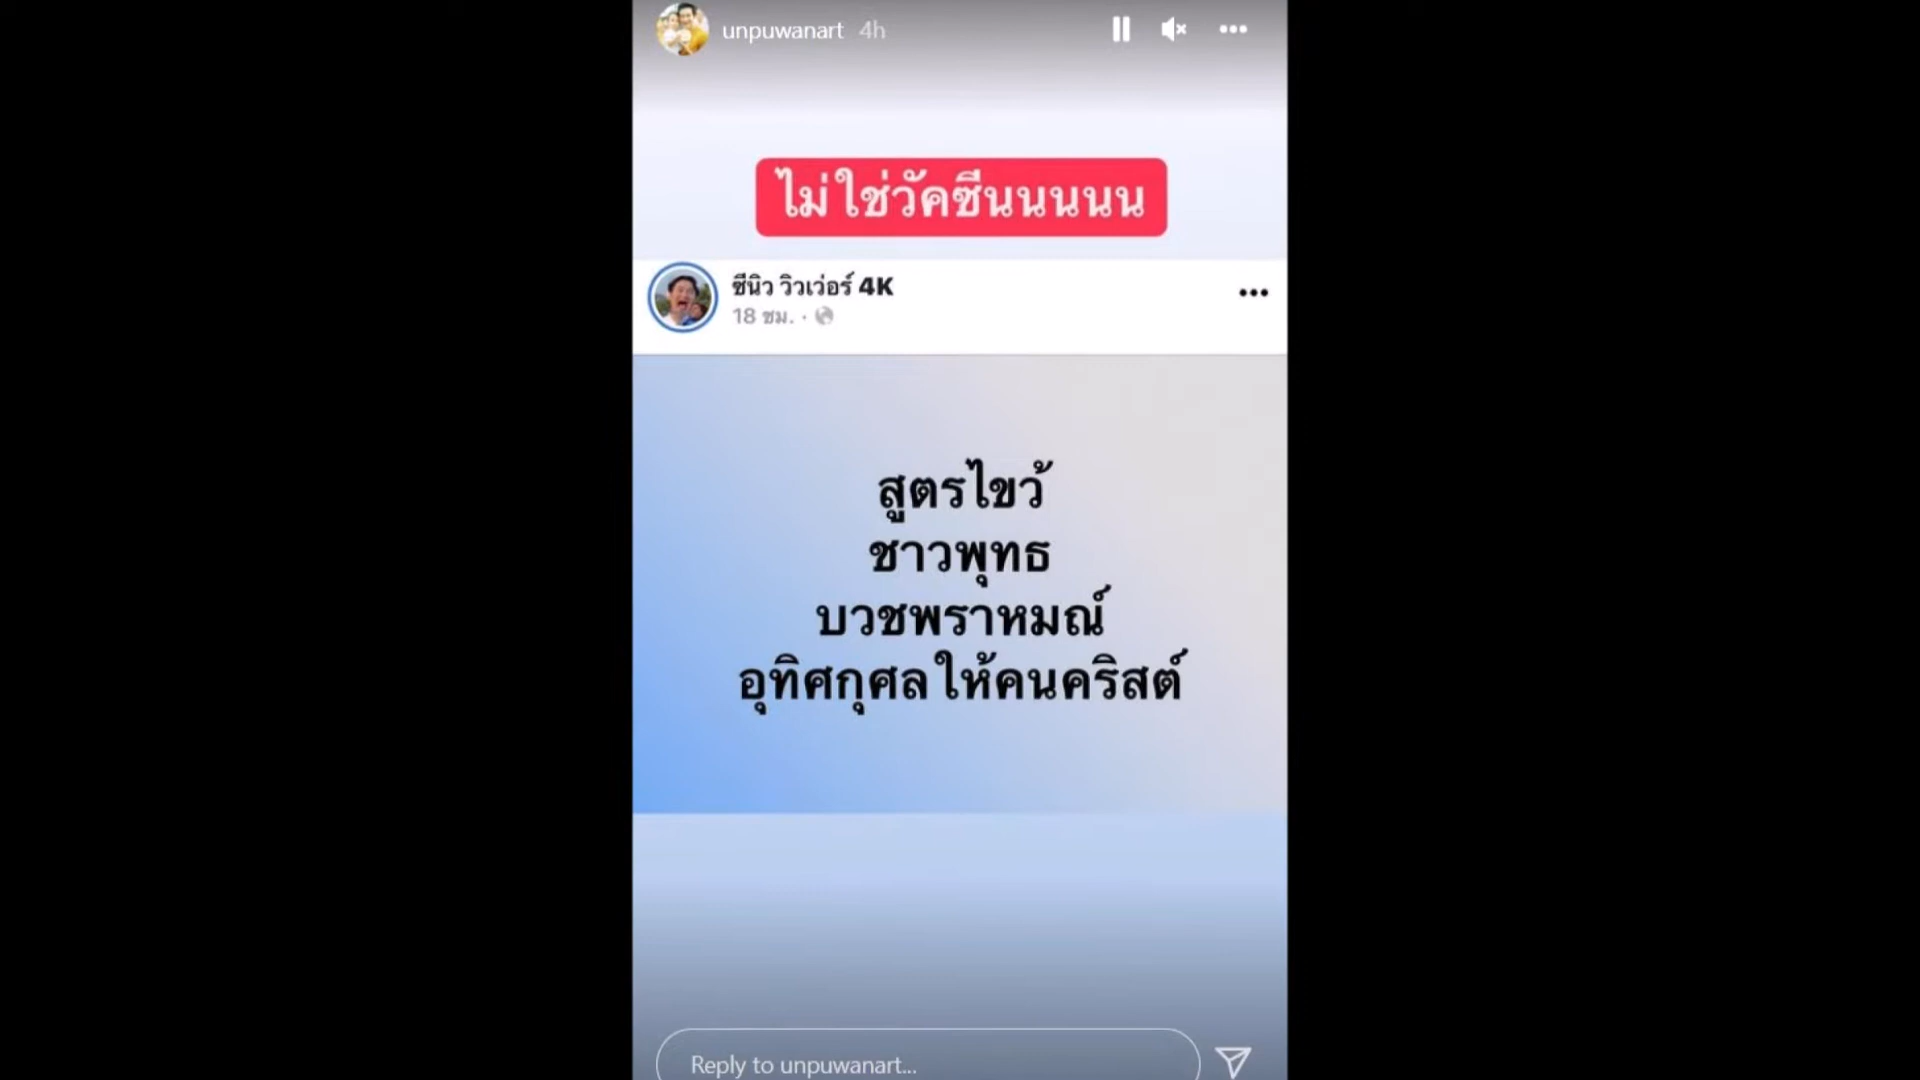 unpuwanart 4h
ไม่ใช่วัคซีนนนนน
ซีนิว วิวเว่อร์ 4K
18 ชม. ·
สูตรไขว้
ชาวพุทธ
บวชพราหมณ์
อุทิศกุศลให้คนคริสต์
Reply to unpuwanart...